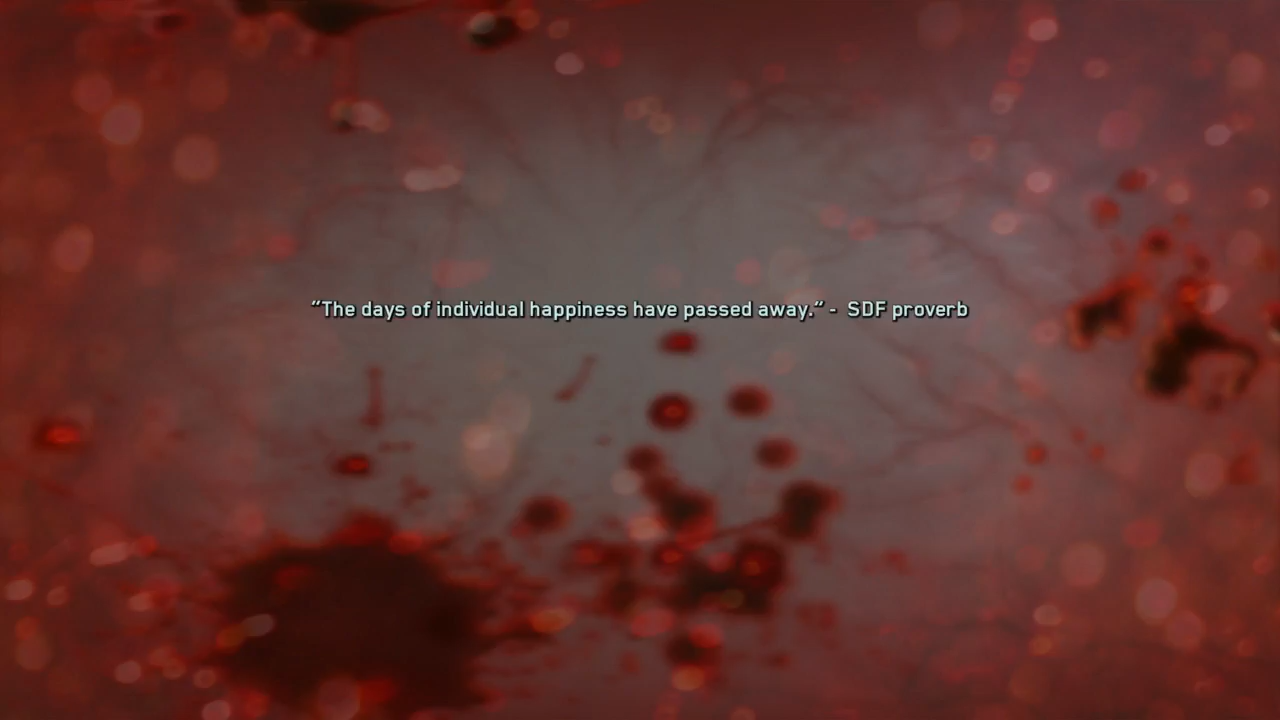 “The days of individual happiness have passed away.” -  SDF proverb